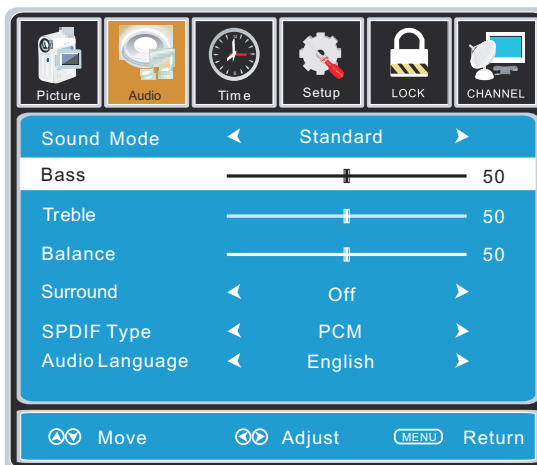 Picture Audio Time Setup LOCK CHANNEL
Sound Mode Standard
Bass 50
Treble 50
Balance 50
Surround Off
SPDIF Type PCM
Audio Language English
Move Adjust MENU Return